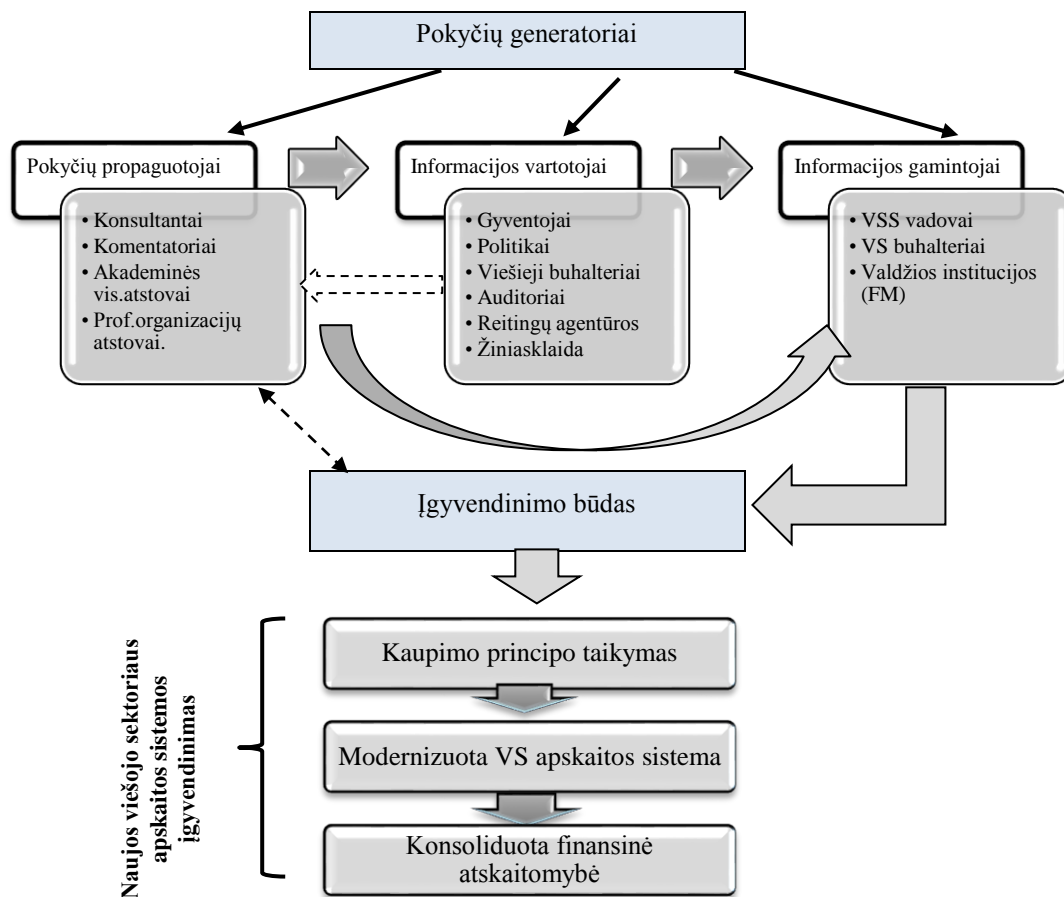 Pokyčių generatoriai
Pokyčių propaguotojai
• Konsultantai
• Komentatoriai
• Akademinės
vis.atstovai
• Prof.organizacijų
atstovai.
Informacijos vartotojai
• Gyventojai
• Politikai
• Viešieji buhalteriai
• Auditoriai
• Reitingų agentūros
• Žiniasklaida
Informacijos gamintojai
• VSS vadovai
• VS buhalteriai
• Valdžios institucijos
(FM)
Įgyvendinimo būdas
Naujos viešojo sektoriaus
apskaitos sistemos
įgyvendinimas
Kaupimo principo taikymas
Modernizuota VS apskaitos sistema
Konsoliduota finansinė
atskaitomybė